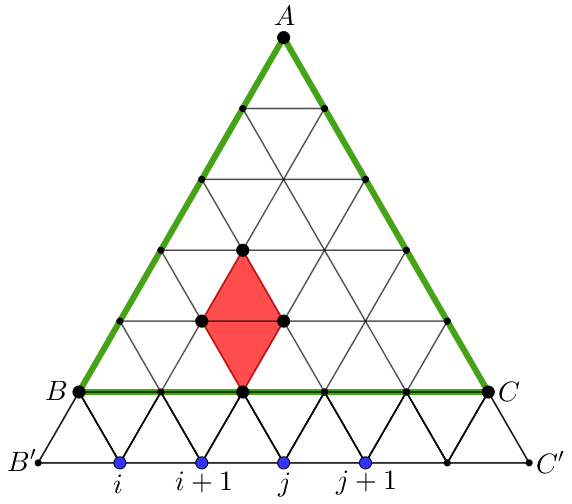 A
B C
B′ C′
i i + 1 j j + 1